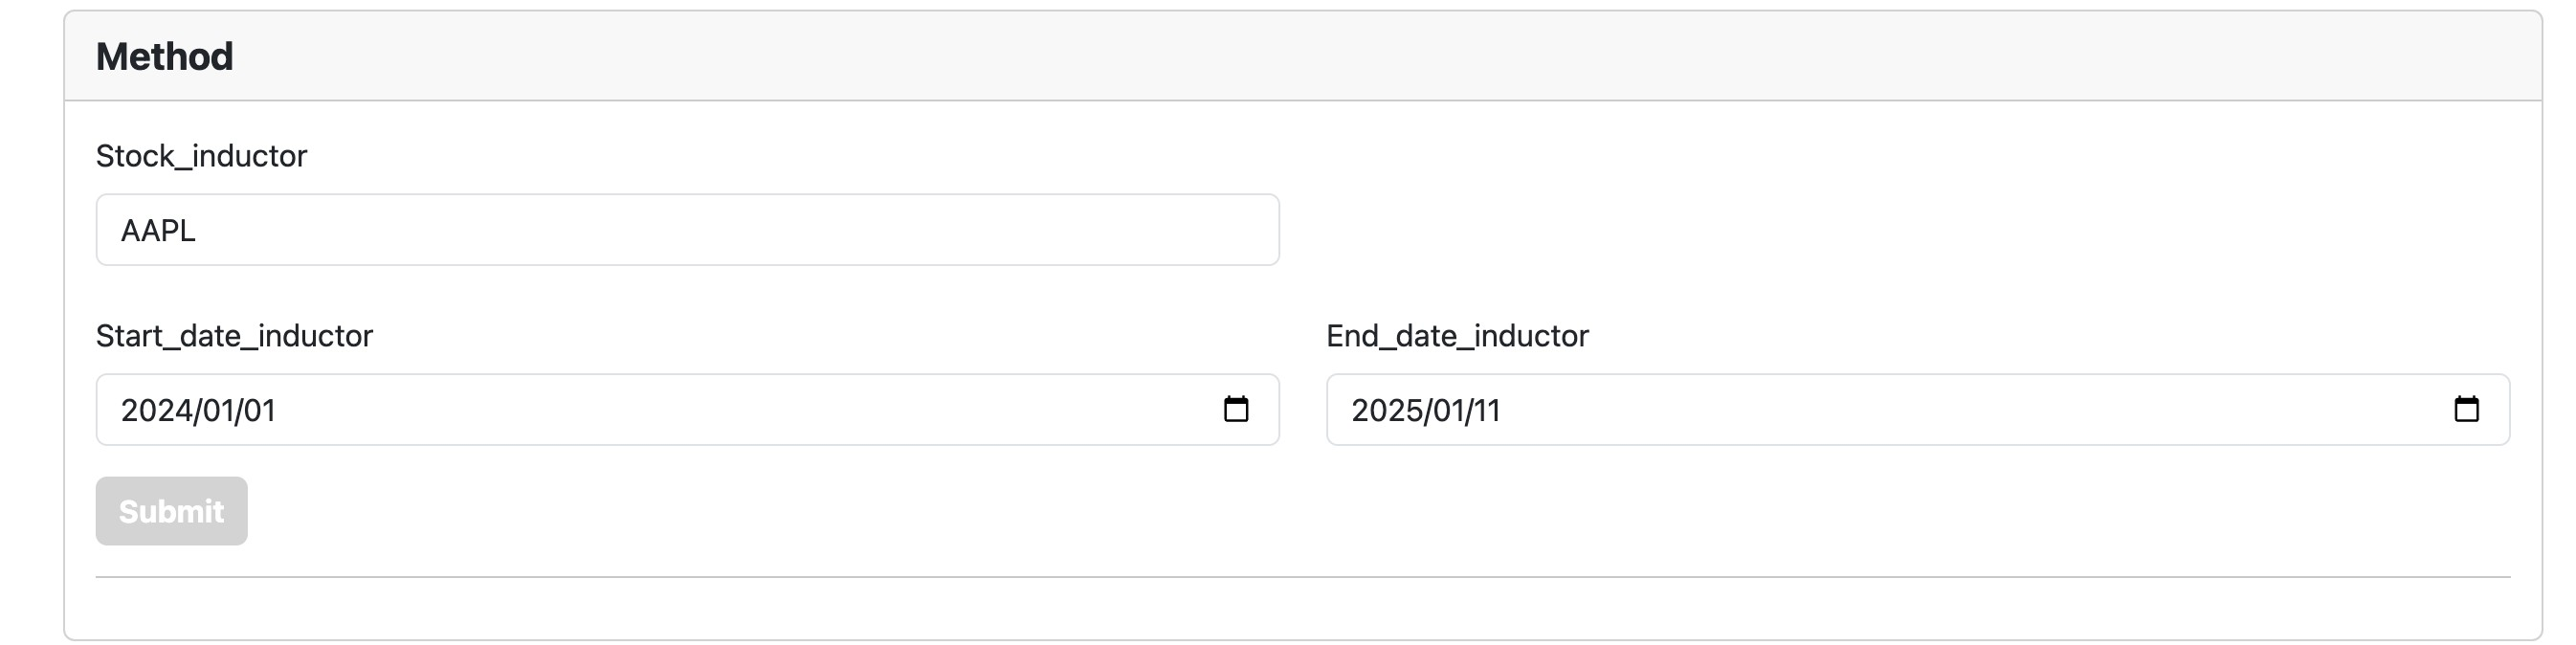 Method
Stock_inductor
AAPL
Start_date_inductor
End_date_inductor
2024/01/01
2025/01/11
Submit